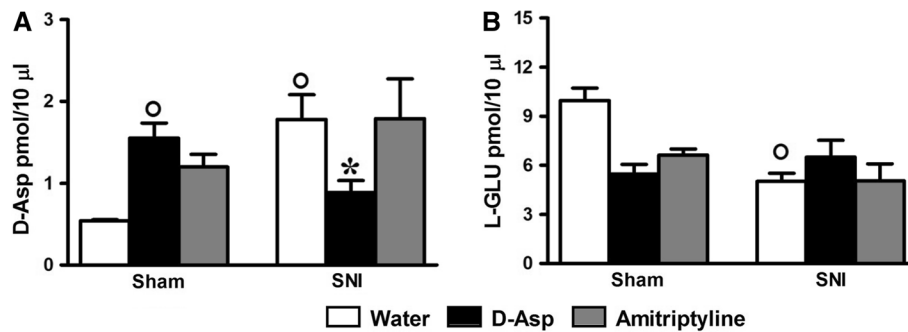 A
D-Asp pmol/10 µl
3
2
1
0
Sham
SNI
*
B
L-GLU pmol/10 µl
15
12
9
6
3
0
Sham
SNI
Water
D-Asp
Amitriptyline